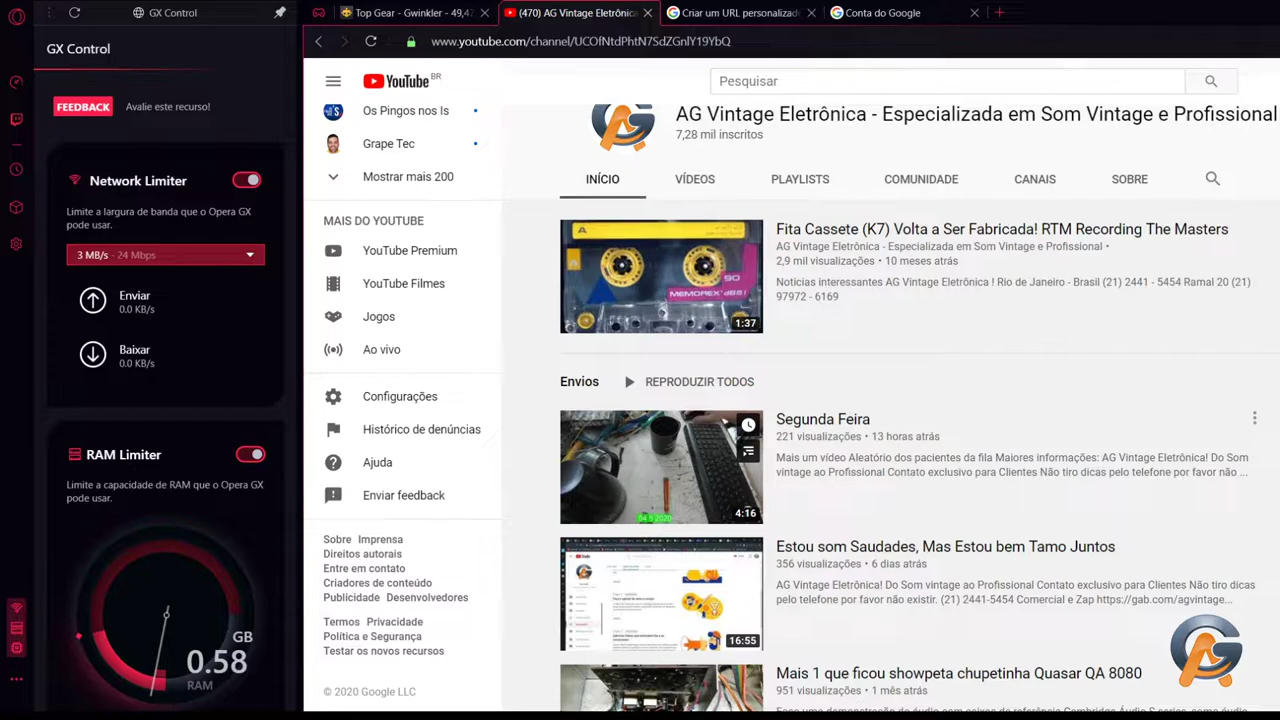 GX Control
Top Gear - Gwinkler - 49,47
(470) AG Vintage Eletrônica
Criar um URL personalizad
Conta do Google
GX Control
www.youtube.com/channel/UCOfNtdPhtN7SdZGnlY19YbQ
FEEDBACK
Avalie este recurso!
Network Limiter
Limite a largura de banda que o Opera GX
pode usar.
3 MB/s - 24 Mbps
Enviar
0.0 KB/s
Baixar
0.0 KB/s
RAM Limiter
Limite a capacidade de RAM que o Opera GX
pode usar.
GB
RAM
YouTube BR
Pesquisar
Os Pingos nos Is
Grape Tec
Mostrar mais 200
MAIS DO YOUTUBE
YouTube Premium
YouTube Filmes
Jogos
Ao vivo
Configurações
Histórico de denúncias
Ajuda
Enviar feedback
Sobre Imprensa
Direitos autorais
Entre em contato
Criadores de conteúdo
Publicidade Desenvolvedores
Termos Privacidade
Política e segurança
Testar os novos recursos
© 2020 Google LLC
AG Vintage Eletrônica - Especializada em Som Vintage e Profissional
7,28 mil inscritos
INÍCIO
VÍDEOS
PLAYLISTS
COMUNIDADE
CANAIS
SOBRE
A
90
MEMOREX dBS I
1:37
Fita Cassete (K7) Volta a Ser Fabricada! RTM Recording The Masters
AG Vintage Eletrônica - Especializada em Som Vintage e Profissional •
2,9 mil visualizações • 10 meses atrás
Noticias interessantes AG Vintage Eletrônica ! Rio de Janeiro - Brasil (21) 2441 - 5454 Ramal 20 (21)
97972 - 6169
Envios
REPRODUZIR TODOS
4:16
Segunda Feira
221 visualizações • 13 horas atrás
Mais um vídeo Aleatório dos pacientes da fila Maiores informações: AG Vintage Eletrônica! Do Som
vintage ao Profissional Contato exclusivo para Clientes Não tiro dicas pelo telefone por favor não ...
16:55
Estou som Saudades, Mas Estou bem Tamo Juntos
356 visualizações • 6 dias atrás
AG Vintage Eletrônica! Do Som vintage ao Profissional Contato exclusivo para Clientes Não tiro dicas
pelo telefone por favor não existir. (21) 2441-5454 Comercial e zap https://gab.com/agvintage...
Mais 1 que ficou showpeta chupetinha Quasar QA 8080
951 visualizações • 1 mês atrás